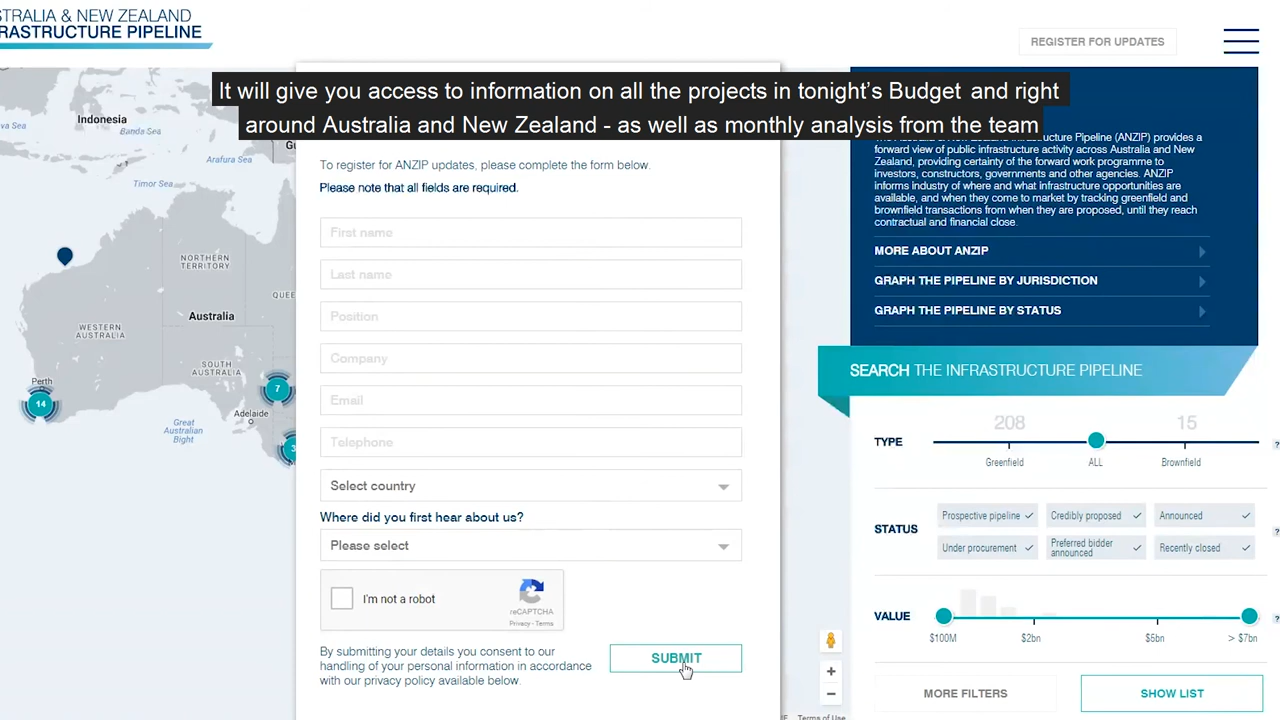 STRALIA & NEW ZEALAND
RASTRUCTURE PIPELINE
REGISTER FOR UPDATES
It will give you access to information on all the projects in tonight's Budget and right
around Australia and New Zealand - as well as monthly analysis from the team
Indonesia
Banda Sea
Arafura Sea
Timor Sea
NORTHERN
TERRITORY
QUEE
Australia
WESTERN
AUSTRALIA
SOUTH
AUSTRALIA
Perth
14
7
Adelaide
Great
Australian
Bight
3
To register for ANZIP updates, please complete the form below.
Please note that all fields are required.
First name
Last name
Position
Company
Email
Telephone
Select country
Where did you first hear about us?
Please select
I'm not a robot
reCAPTCHA
Privacy - Terms
By submitting your details you consent to our
handling of your personal information in accordance
with our privacy policy available below.
SUBMIT
Infrastructure Pipeline (ANZIP) provides a
forward view of public infrastructure activity across Australia and New
Zealand, providing certainty of the forward work programme to
investors, constructors, governments and other agencies. ANZIP
informs industry of where and what infrastructure opportunities are
available, and when they come to market by tracking greenfield and
brownfield transactions from when they are proposed, until they reach
contractual and financial close.
MORE ABOUT ANZIP
GRAPH THE PIPELINE BY JURISDICTION
GRAPH THE PIPELINE BY STATUS
SEARCH THE INFRASTRUCTURE PIPELINE
208 15
TYPE
Greenfield ALL Brownfield
?
STATUS
Prospective pipeline Credibly proposed Announced
Under procurement Preferred bidder announced Recently closed
?
VALUE
$100M $2bn $5bn > $7bn
?
MORE FILTERS SHOW LIST
Terms of Use